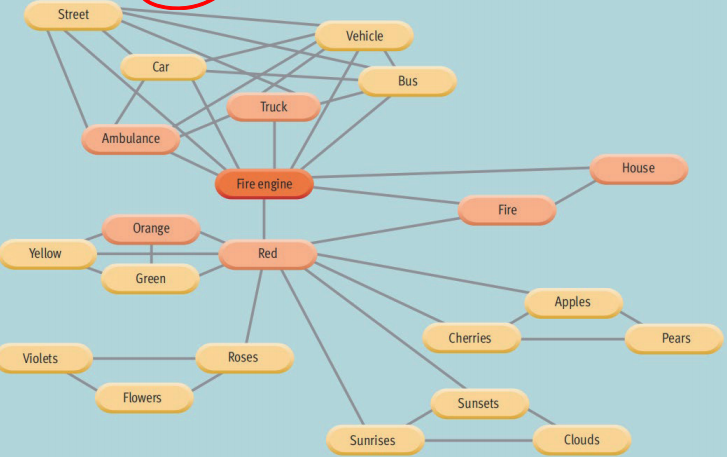 Street
Vehicle
Car
Bus
Truck
Ambulance
House
Fire engine
Fire
Orange
Yellow
Red
Green
Apples
Cherries
Pears
Violets
Roses
Flowers
Sunsets
Sunrises
Clouds